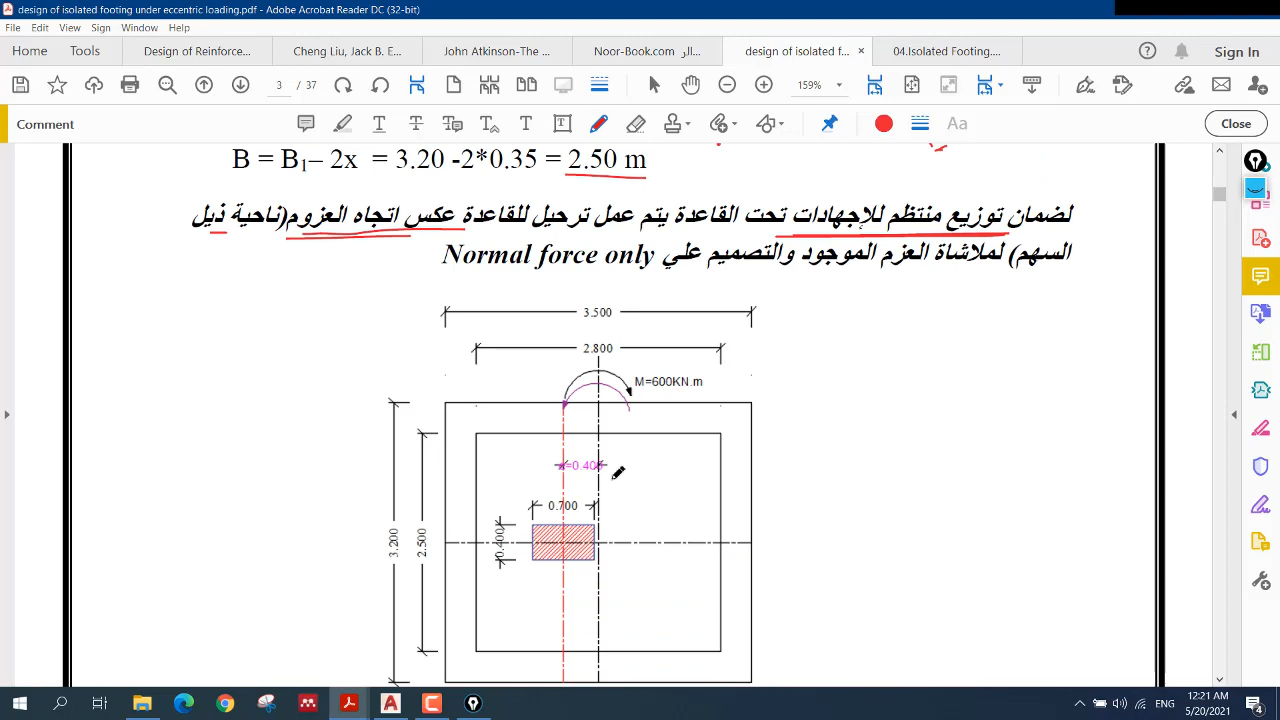 design of isolated footing under eccentric loading.pdf - Adobe Acrobat Reader DC (32-bit)
File Edit View Sign Window Help
Home Tools Design of Reinforce... Cheng Liu, Jack B. E... John Atkinson-The ... Noor-Book.com الر... design of isolated f... × 04.Isolated Footing.... Sign In
3 / 37 159%
Comment Aa Close
B = B1– 2x = 3.20 -2*0.35 = 2.50 m
لضمان توزيع منتظم للإجهادات تحت القاعدة يتم عمل ترحيل للقاعدة عكس اتجاه العزوم(ناحية ذيل
السهم) لملاشاة العزم الموجود والتصميم علي Normal force only
3.500
2.800
M=600KN.m
=0.400
0.700
0.400
3.200
2.500
12:21 AM
ENG
5/20/2021
4